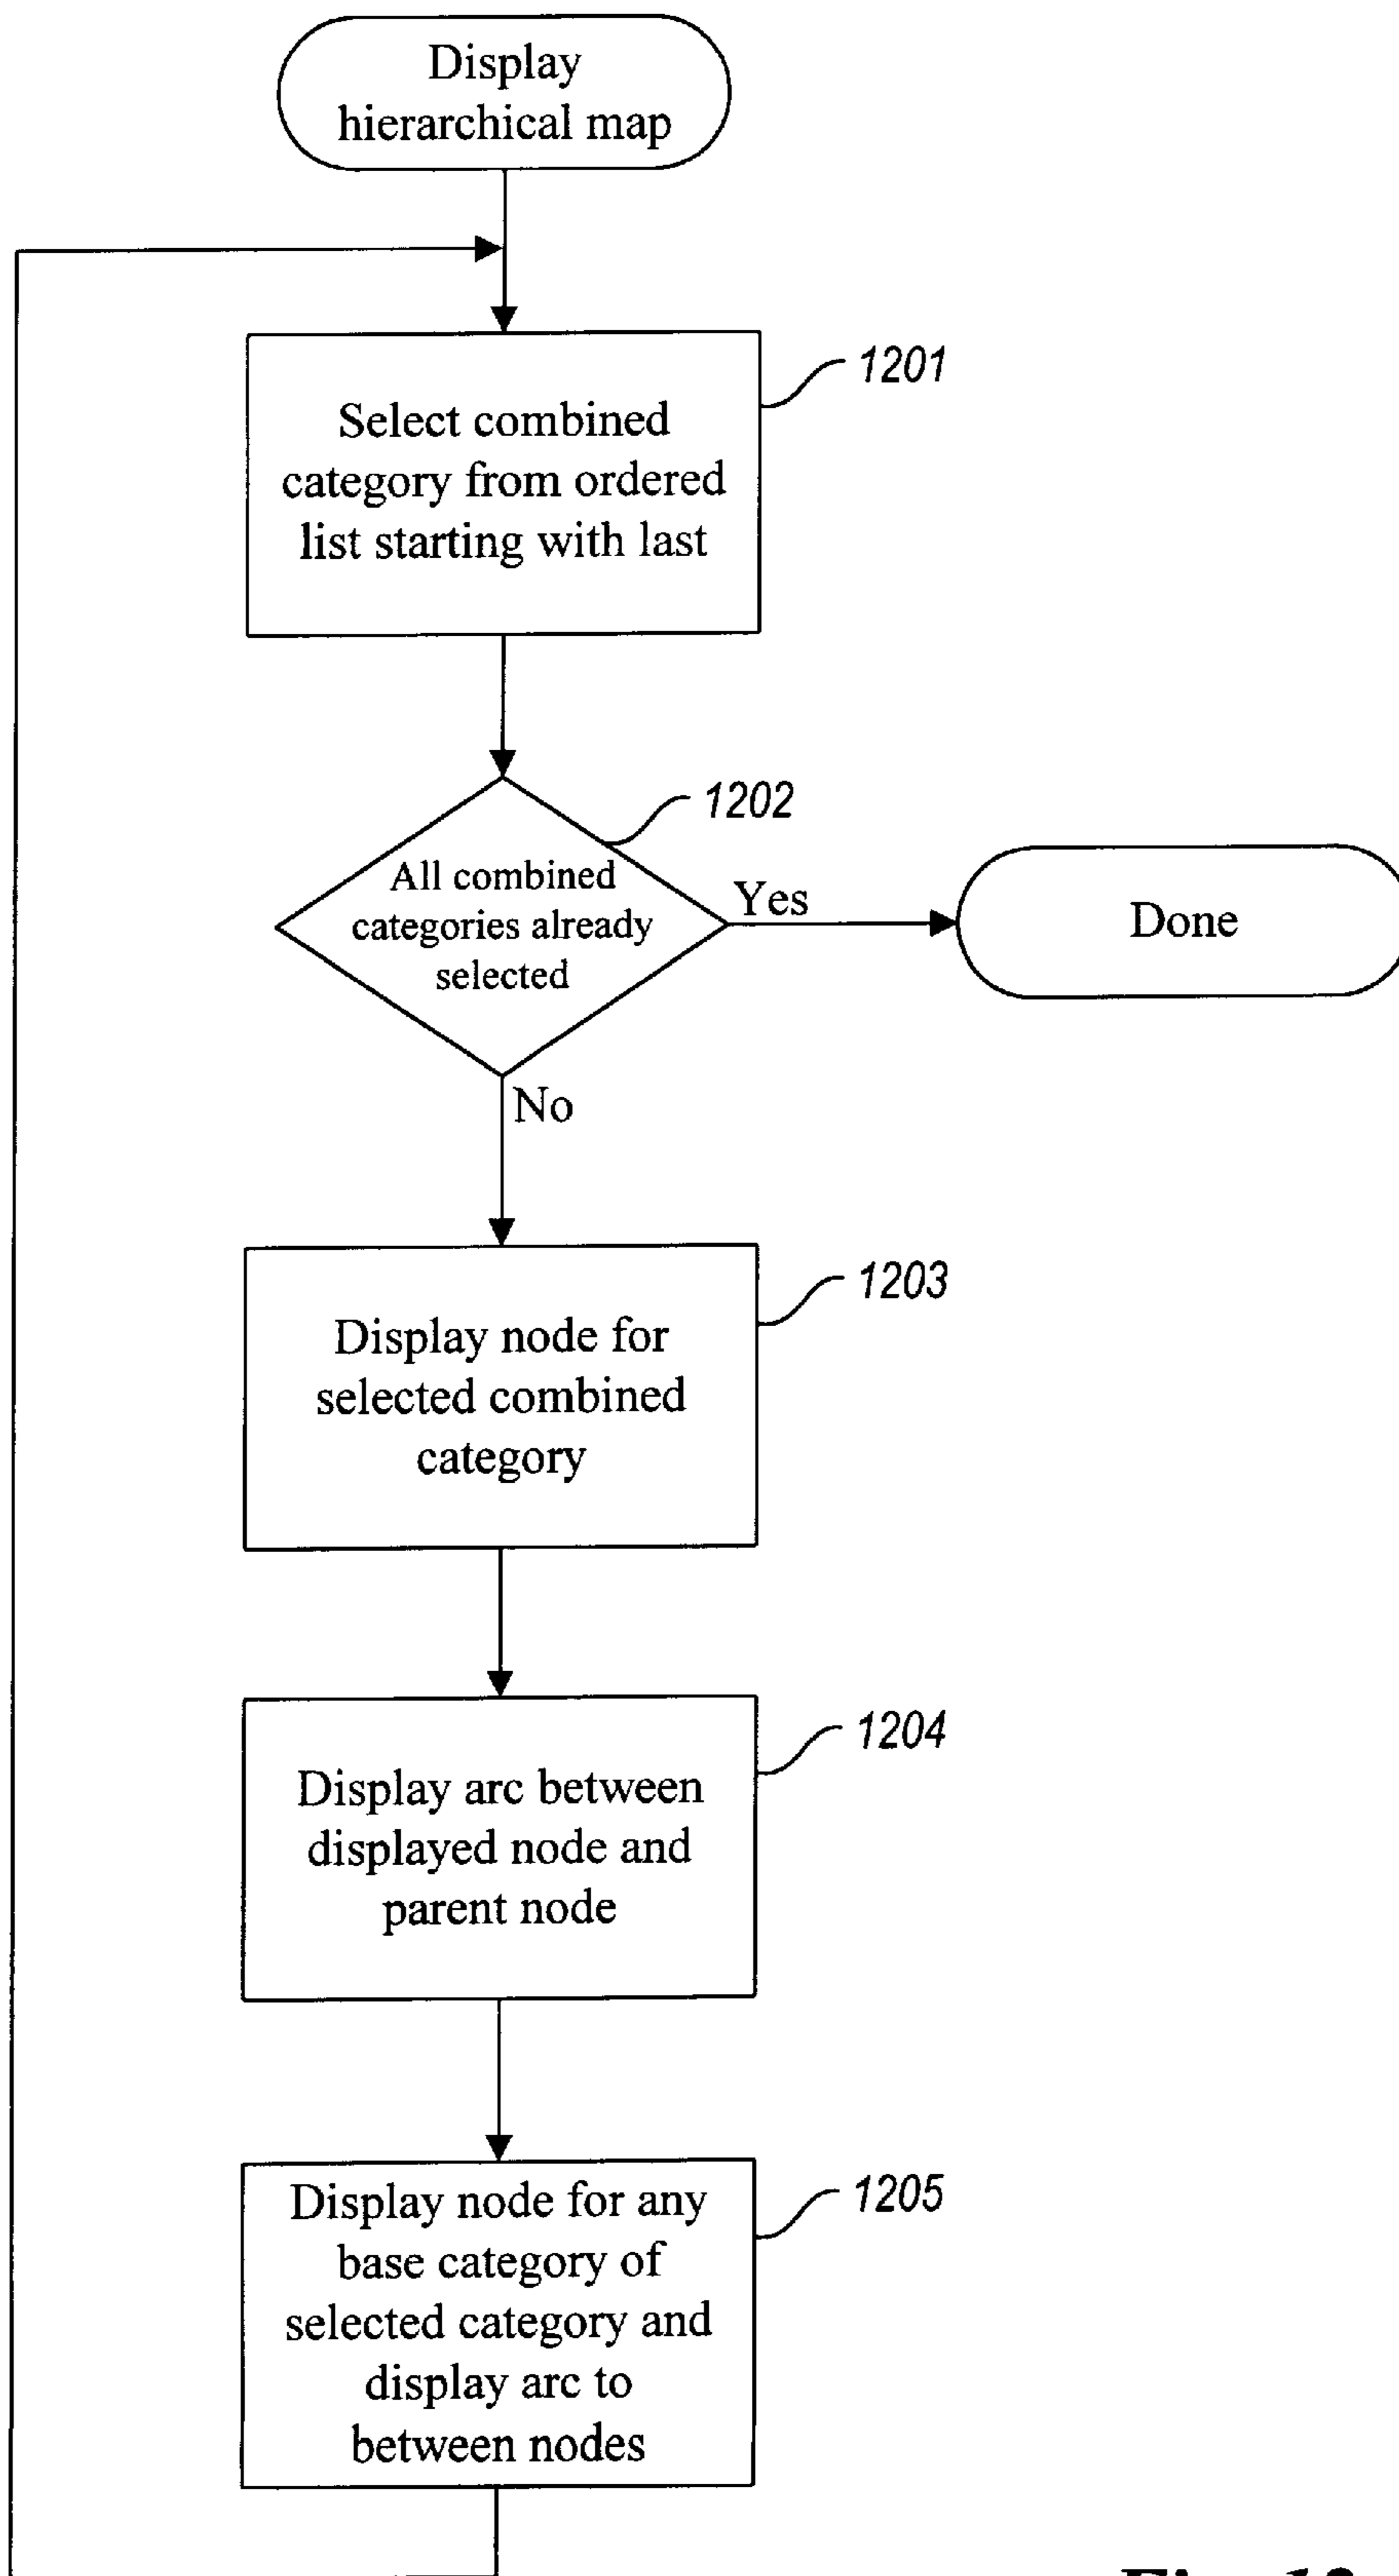 Display
hierarchical map
1201
Select combined
category from ordered
list starting with last
1202
All combined
categories already
selected
Yes
Done
No
1203
Display node for
selected combined
category
1204
Display arc between
displayed node and
parent node
1205
Display node for any
base category of
selected category and
display arc to
between nodes